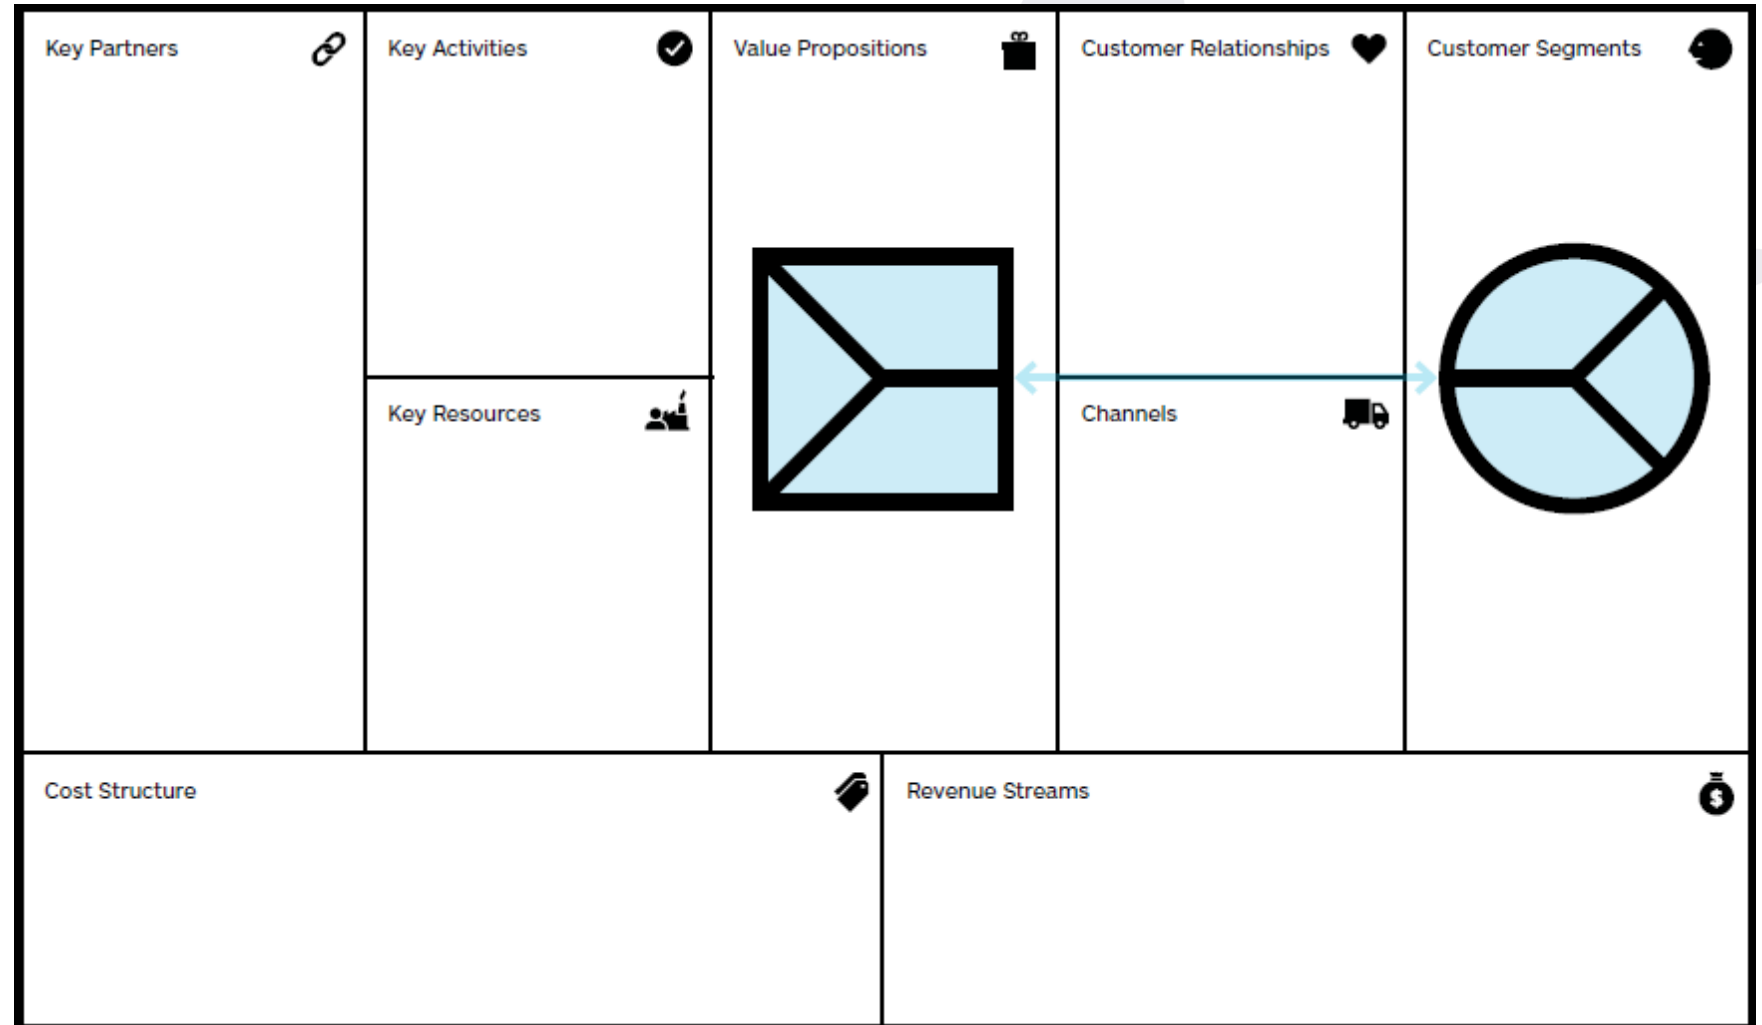 Key Partners
Key Activities
Value Propositions
Customer Relationships
Customer Segments
Key Resources
Channels
Cost Structure
Revenue Streams
$